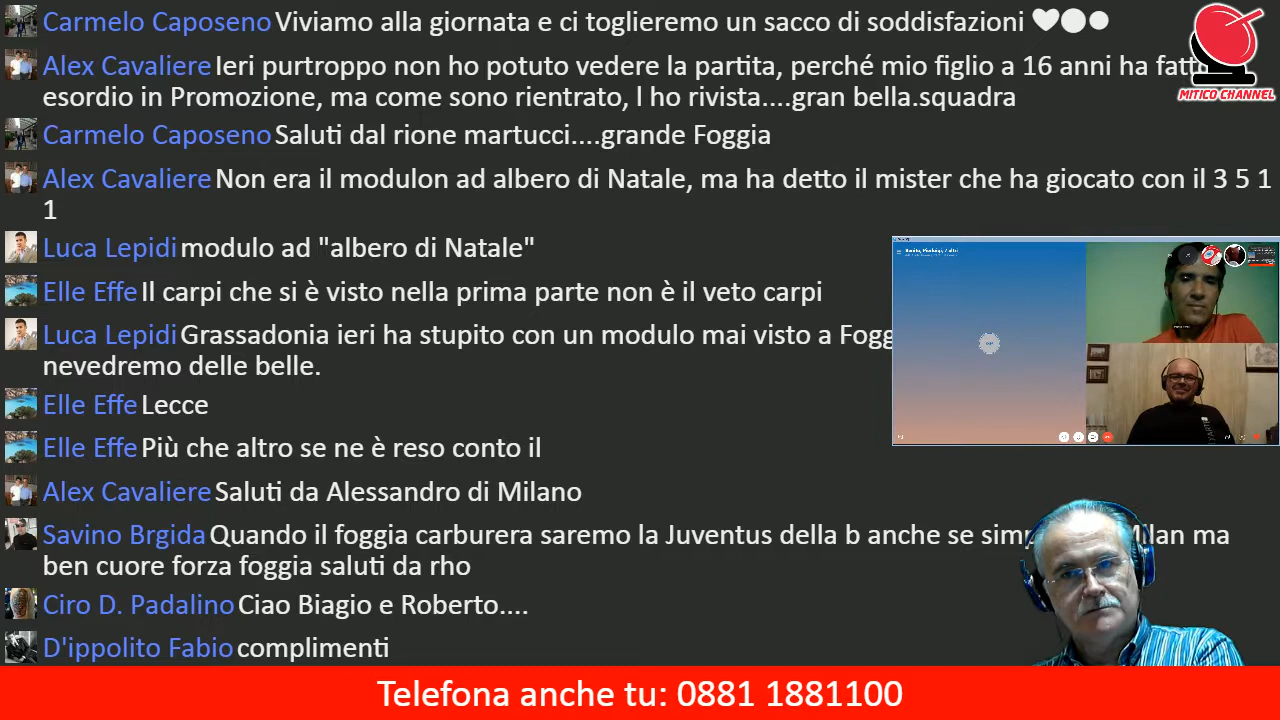 Carmelo Caposeno Viviamo alla giornata e ci toglieremo un sacco di soddisfazioni
Alex Cavaliere Ieri purtroppo non ho potuto vedere la partita, perché mio figlio a 16 anni ha fatt
esordio in Promozione, ma come sono rientrato, l ho rivista....gran bella.squadra
MITICO CHANNEL
Carmelo Caposeno Saluti dal rione martucci....grande Foggia
Alex Cavaliere Non era il modulon ad albero di Natale, ma ha detto il mister che ha giocato con il 3 5 1
1
Luca Lepidi modulo ad "albero di Natale"
Elle Effe Il carpi che si è visto nella prima parte non è il veto carpi
Luca Lepidi Grassadonia ieri ha stupito con un modulo mai visto a Fogg
nevedremo delle belle.
Elle Effe Lecce
Elle Effe Più che altro se ne è reso conto il
Alex Cavaliere Saluti da Alessandro di Milano
Savino Brgida Quando il foggia carburera saremo la Juventus della b anche se simp Milan ma
ben cuore forza foggia saluti da rho
Ciro D. Padalino Ciao Biagio e Roberto....
D'ippolito Fabio complimenti
Telefona anche tu: 0881 1881100